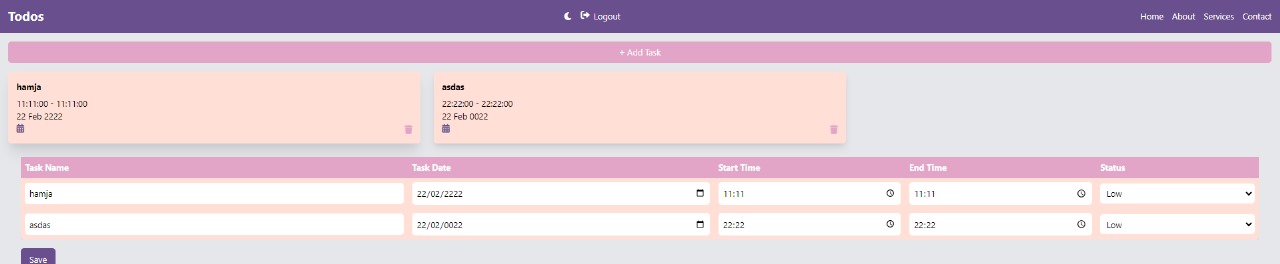 Todos Logout Home About Services Contact
+ Add Task
hamja
11:11:00 - 11:11:00
22 Feb 2222
asdas
22:22:00 - 22:22:00
22 Feb 0022
Task Name Task Date Start Time End Time Status
hamja 22/02/2222 11:11 11:11 Low
asdas 22/02/0022 22:22 22:22 Low
Save